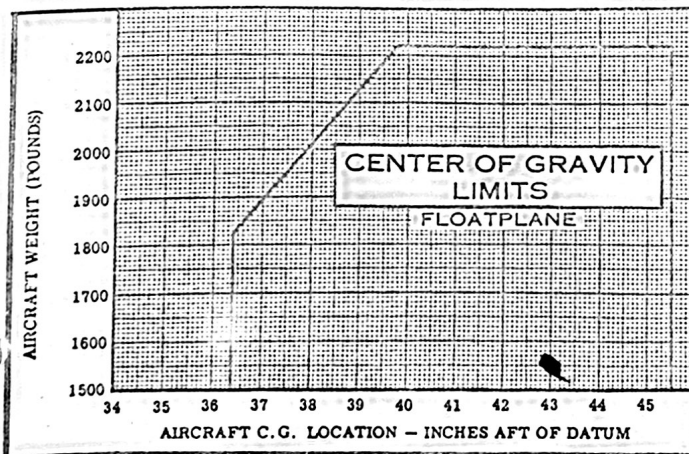 AIRCRAFT WEIGHT (POUNDS)
2200
2100
2000
1900
1800
1700
1600
1500
CENTER OF GRAVITY
LIMITS
FLOATPLANE
34 35 36 37 38 39 40 41 42 43 44 45
AIRCRAFT C.G. LOCATION – INCHES AFT OF DATUM